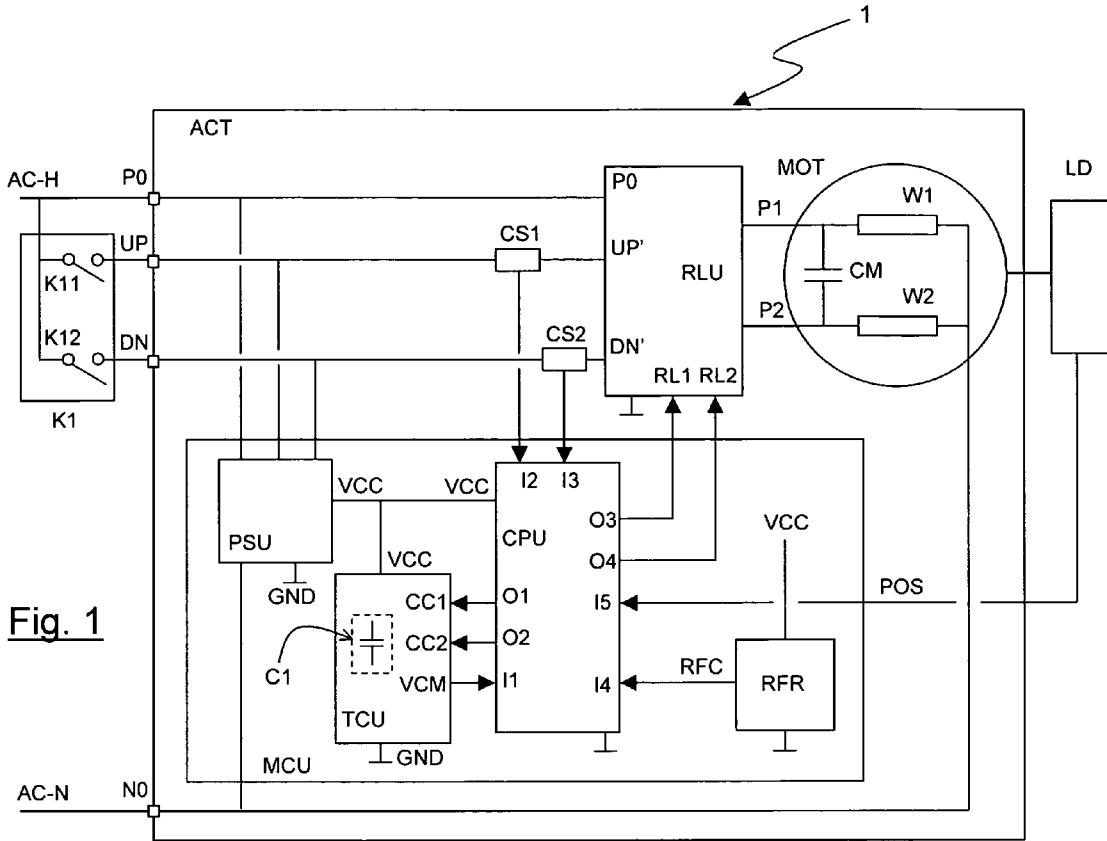 1
ACT
AC-H
P0
P0
MOT
LD
UP
CS1
UP'
P1
W1
K11
RLU
CM
K12
DN
CS2
DN'
P2
W2
RL1 RL2
K1
I2 I3
VCC
VCC
O3
VCC
PSU
CPU
O4
VCC
GND
CC1
O1
I5
POS
Fig. 1
CC2
O2
C1
VCM
I1
I4
RFC
RFR
TCU
GND
MCU
AC-N
N0